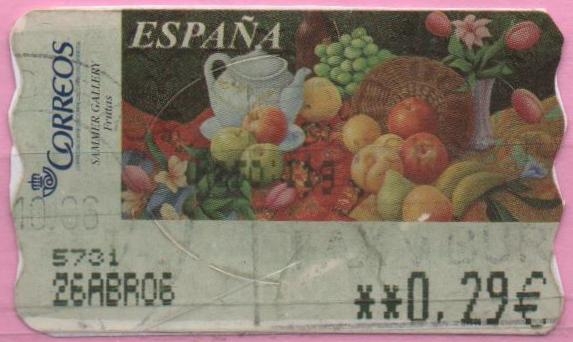 ESPAÑA
CORREOS
SAMMER GALLERY
Frutas
5731
26ABR06
**0,29€